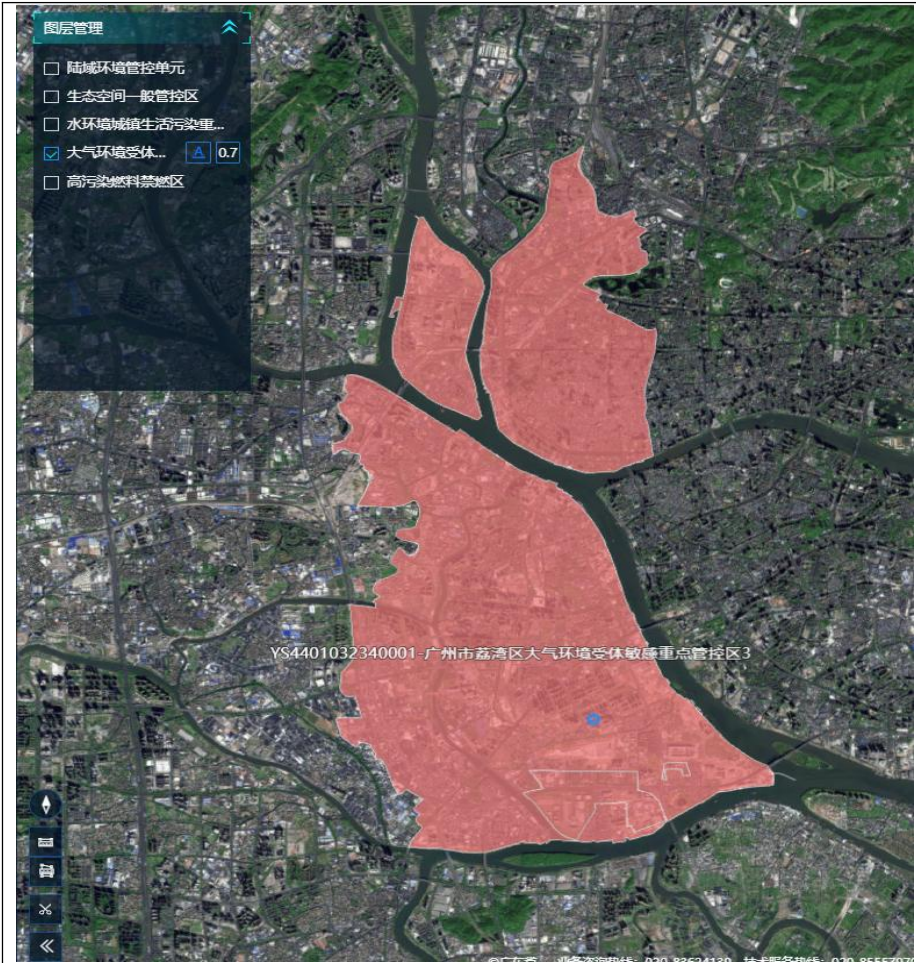 图层管理
陆域环境管控单元
生态空间一般管控区
水环境城镇生活污染重...
大气环境受体... A 0.7
高污染燃料禁燃区
YS4401032340001-广州市荔湾区大气环境受体敏感重点管控区3